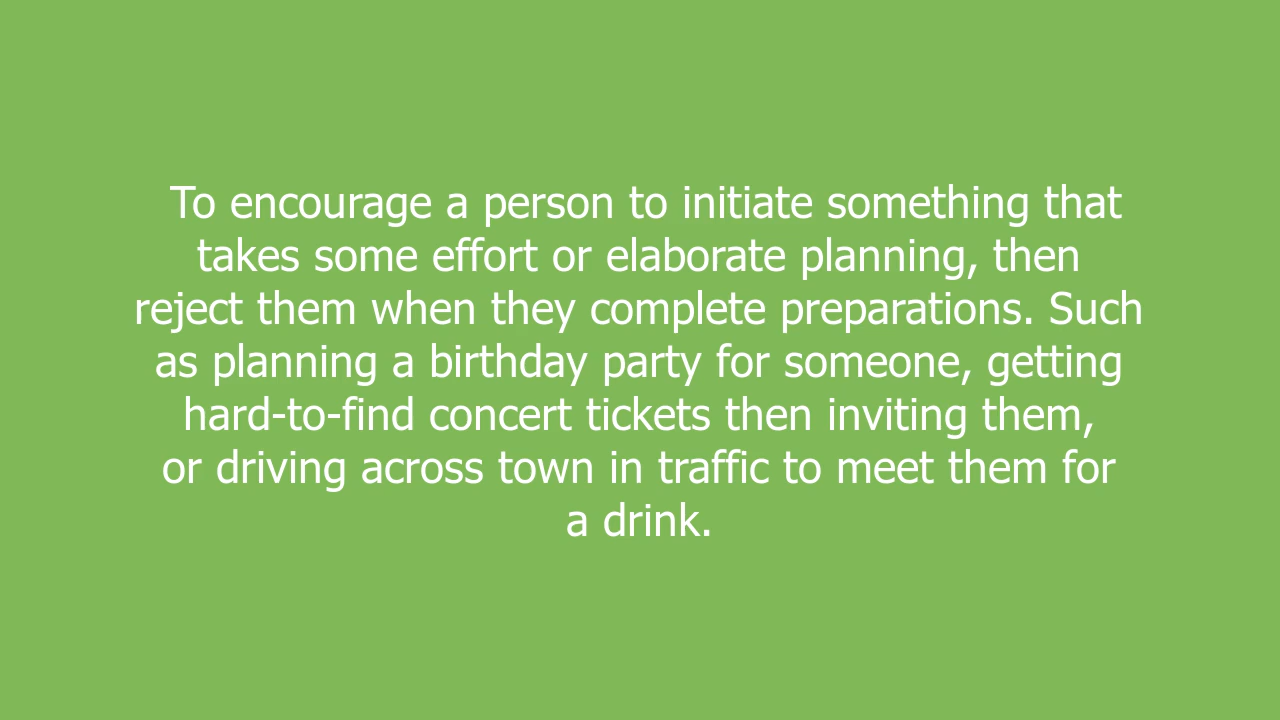 To encourage a person to initiate something that
takes some effort or elaborate planning, then
reject them when they complete preparations. Such
as planning a birthday party for someone, getting
hard-to-find concert tickets then inviting them,
or driving across town in traffic to meet them for
a drink.